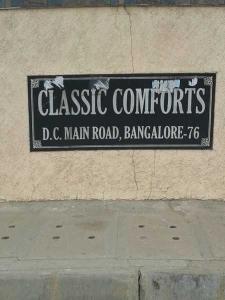 CLASSIC COMFORTS
D.C. MAIN ROAD, BANGALORE-76